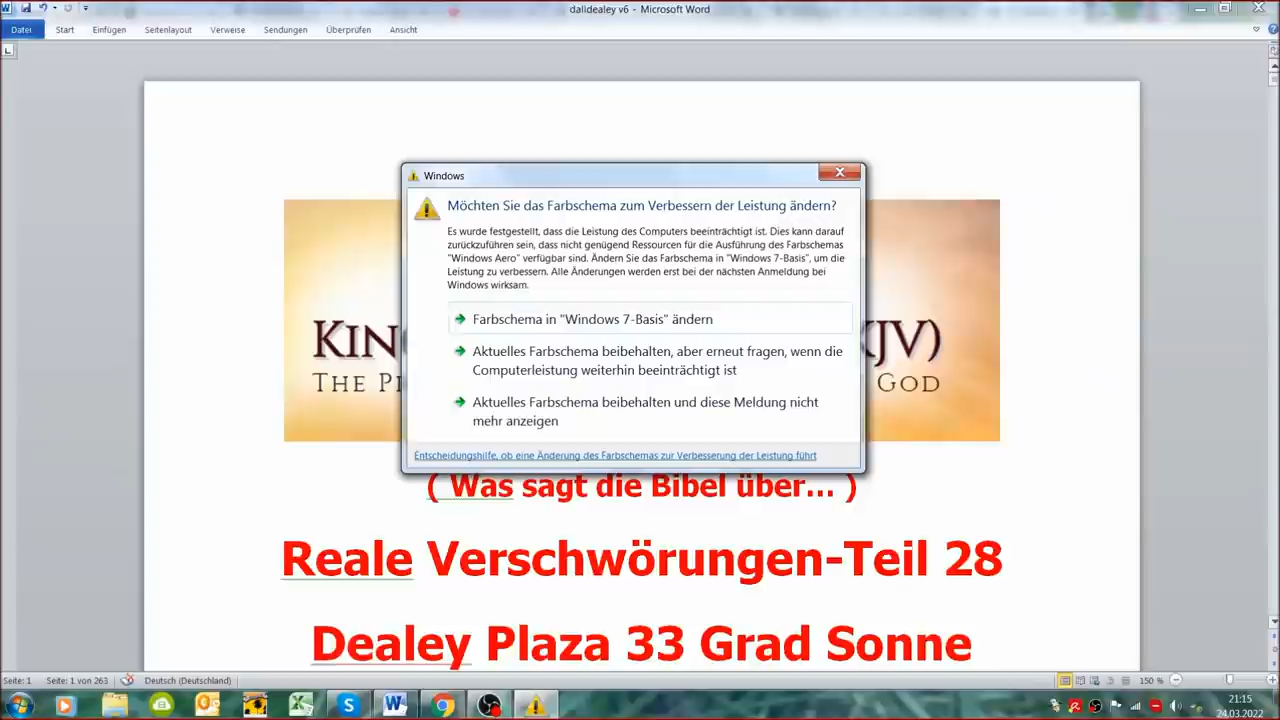 dalldealey v6 - Microsoft Word
Datei Start Einfügen Seitenlayout Verweise Sendungen Überprüfen Ansicht
Windows
Möchten Sie das Farbschema zum Verbessern der Leistung ändern?
Es wurde festgestellt, dass die Leistung des Computers beeinträchtigt ist. Dies kann darauf
zurückzuführen sein, dass nicht genügend Ressourcen für die Ausführung des Farbschemas
"Windows Aero" verfügbar sind. Ändern Sie das Farbschema in "Windows 7-Basis", um die
Leistung zu verbessern. Alle Änderungen werden erst bei der nächsten Anmeldung bei
Windows wirksam.
Farbschema in "Windows 7-Basis" ändern
Aktuelles Farbschema beibehalten, aber erneut fragen, wenn die
Computerleistung weiterhin beeinträchtigt ist
Aktuelles Farbschema beibehalten und diese Meldung nicht
mehr anzeigen
Entscheidungshilfe, ob eine Änderung des Farbschemas zur Verbesserung der Leistung führt
KIN JV)
THE P GOD
( Was sagt die Bibel über... )
Reale Verschwörungen-Teil 28
Dealey Plaza 33 Grad Sonne
Seite: 1 Seite: 1 von 263 Deutsch (Deutschland) 150 %
21:15
24.03.2022